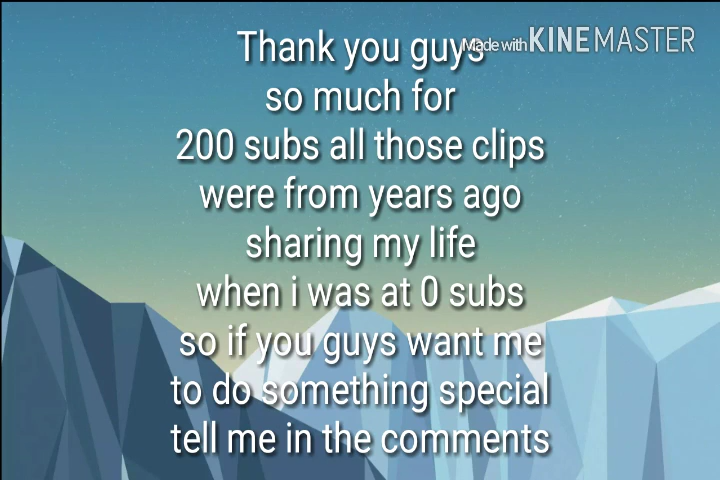 Thank you guys
Made with KINEMASTER
so much for
200 subs all those clips
were from years ago
sharing my life
when i was at 0 subs
so if you guys want me
to do something special
tell me in the comments